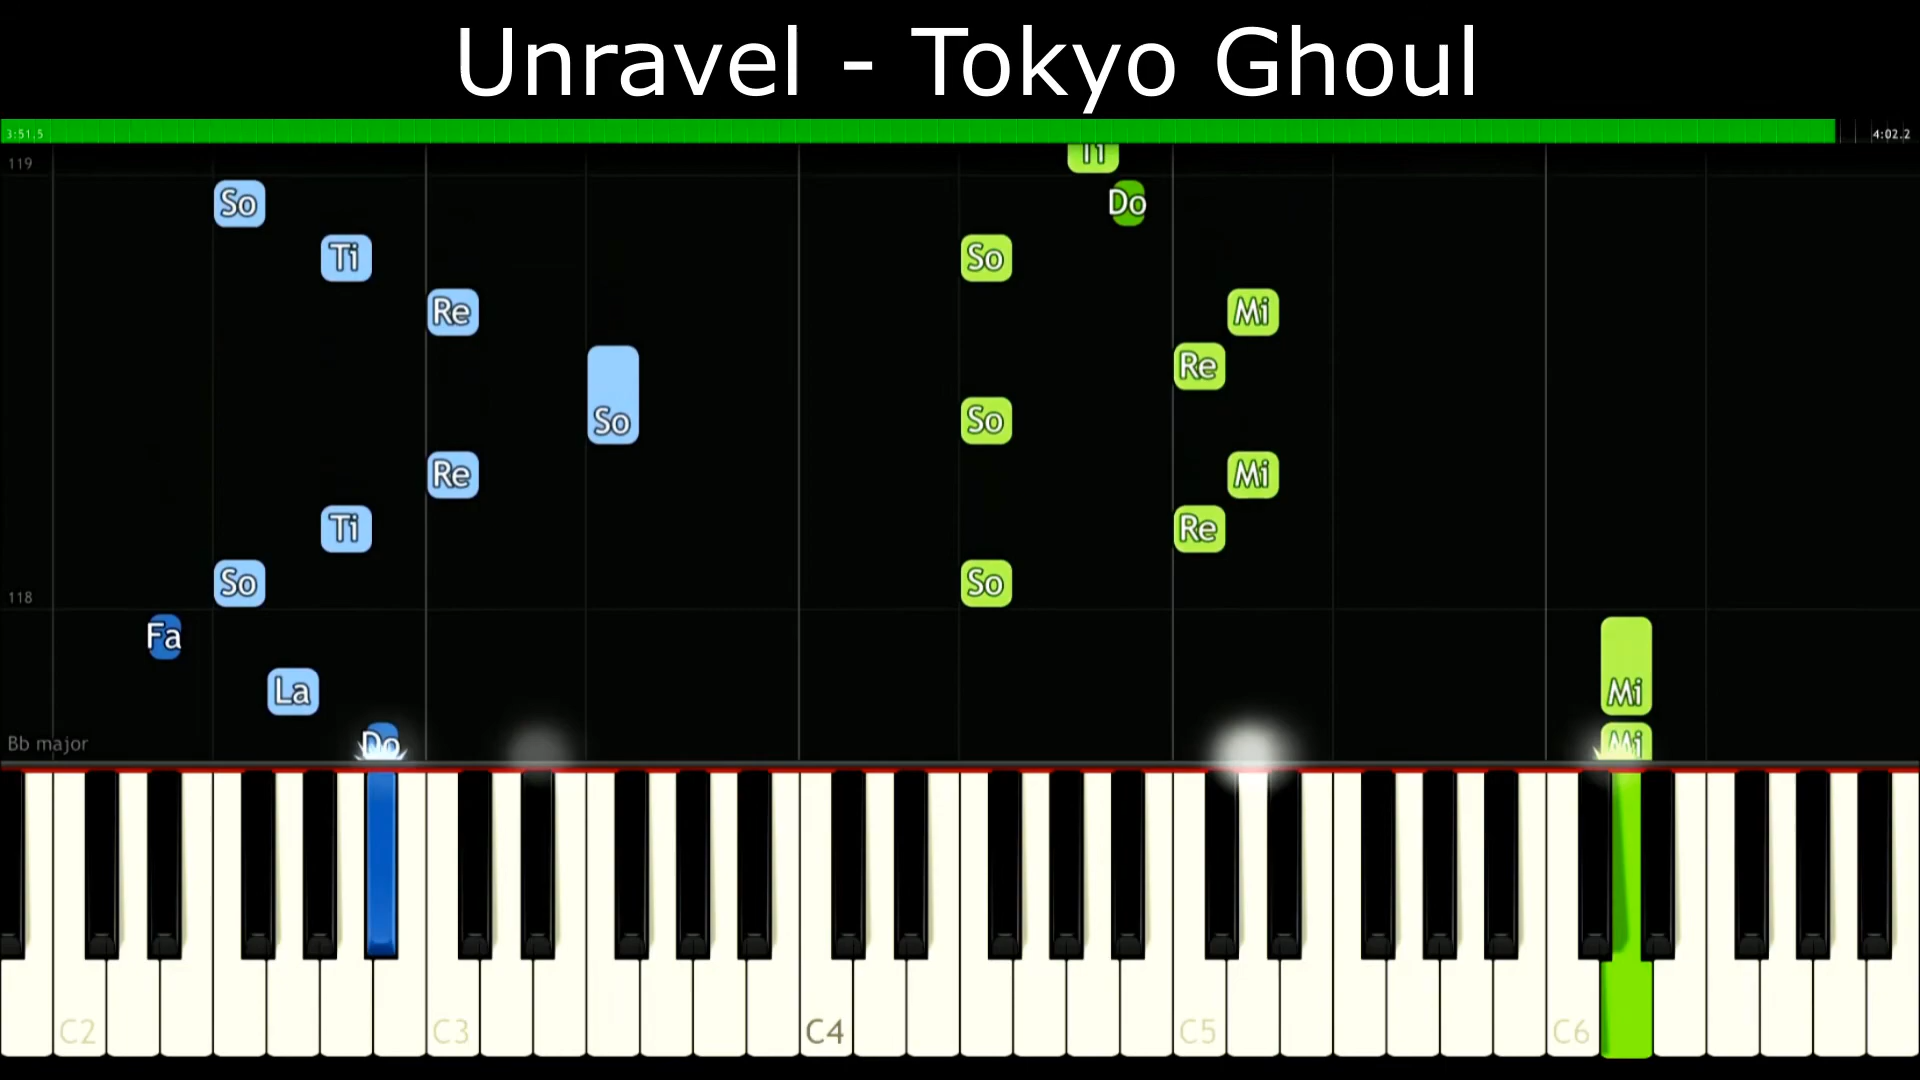 Unravel - Tokyo Ghoul
3:51,5 4:02.2
119 Ti
So Do
Ti So
Re Mi
Re
So So
Re Mi
Ti Re
So So
118
Fa
La Mi
Bb major Do Mi
C2 C3 C4 C5 C6